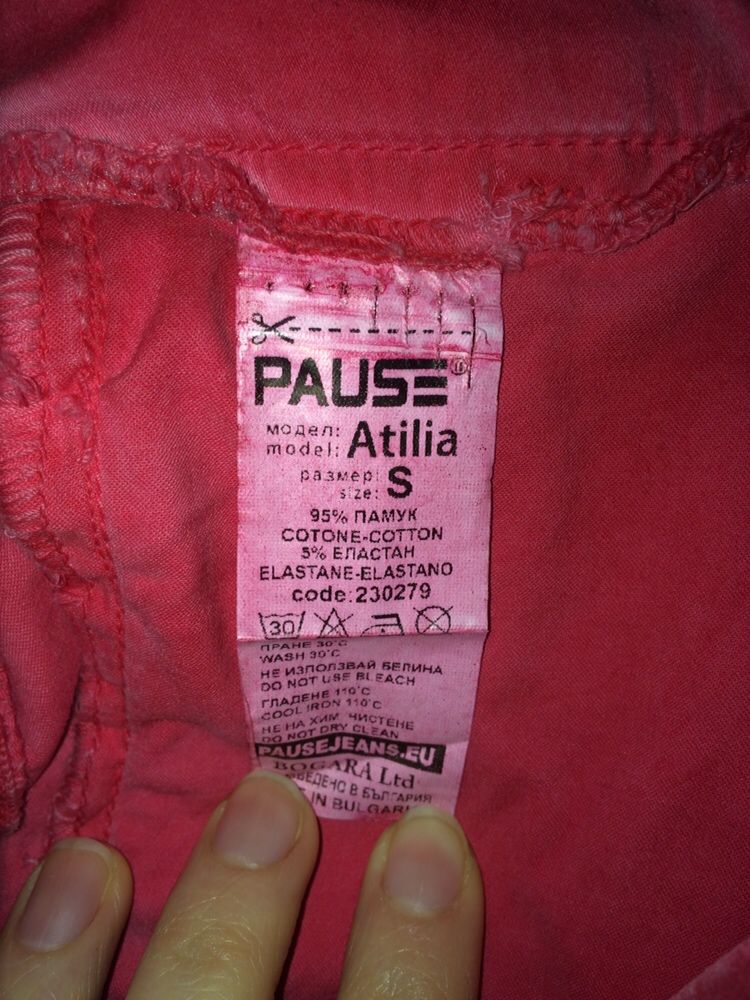 PAUSE®
модел:
model: Atilia
размер:
size: S
95% ПАМУК
COTONE-COTTON
5% ЕЛАСТАН
ELASTANE-ELASTANO
code:230279
30
ПРАНЕ 30°C
WASH 30°C
НЕ ИЗПОЛЗВАЙ БЕЛИНА
DO NOT USE BLEACH
ГЛАДЕНЕ 110°C
COOL IRON 110°C
НЕ НА ХИМ. ЧИСТЕНЕ
DO NOT DRY CLEAN
PAUSEJEANS.EU
BOGARA Ltd
В БЪЛГАРИЯ
IN